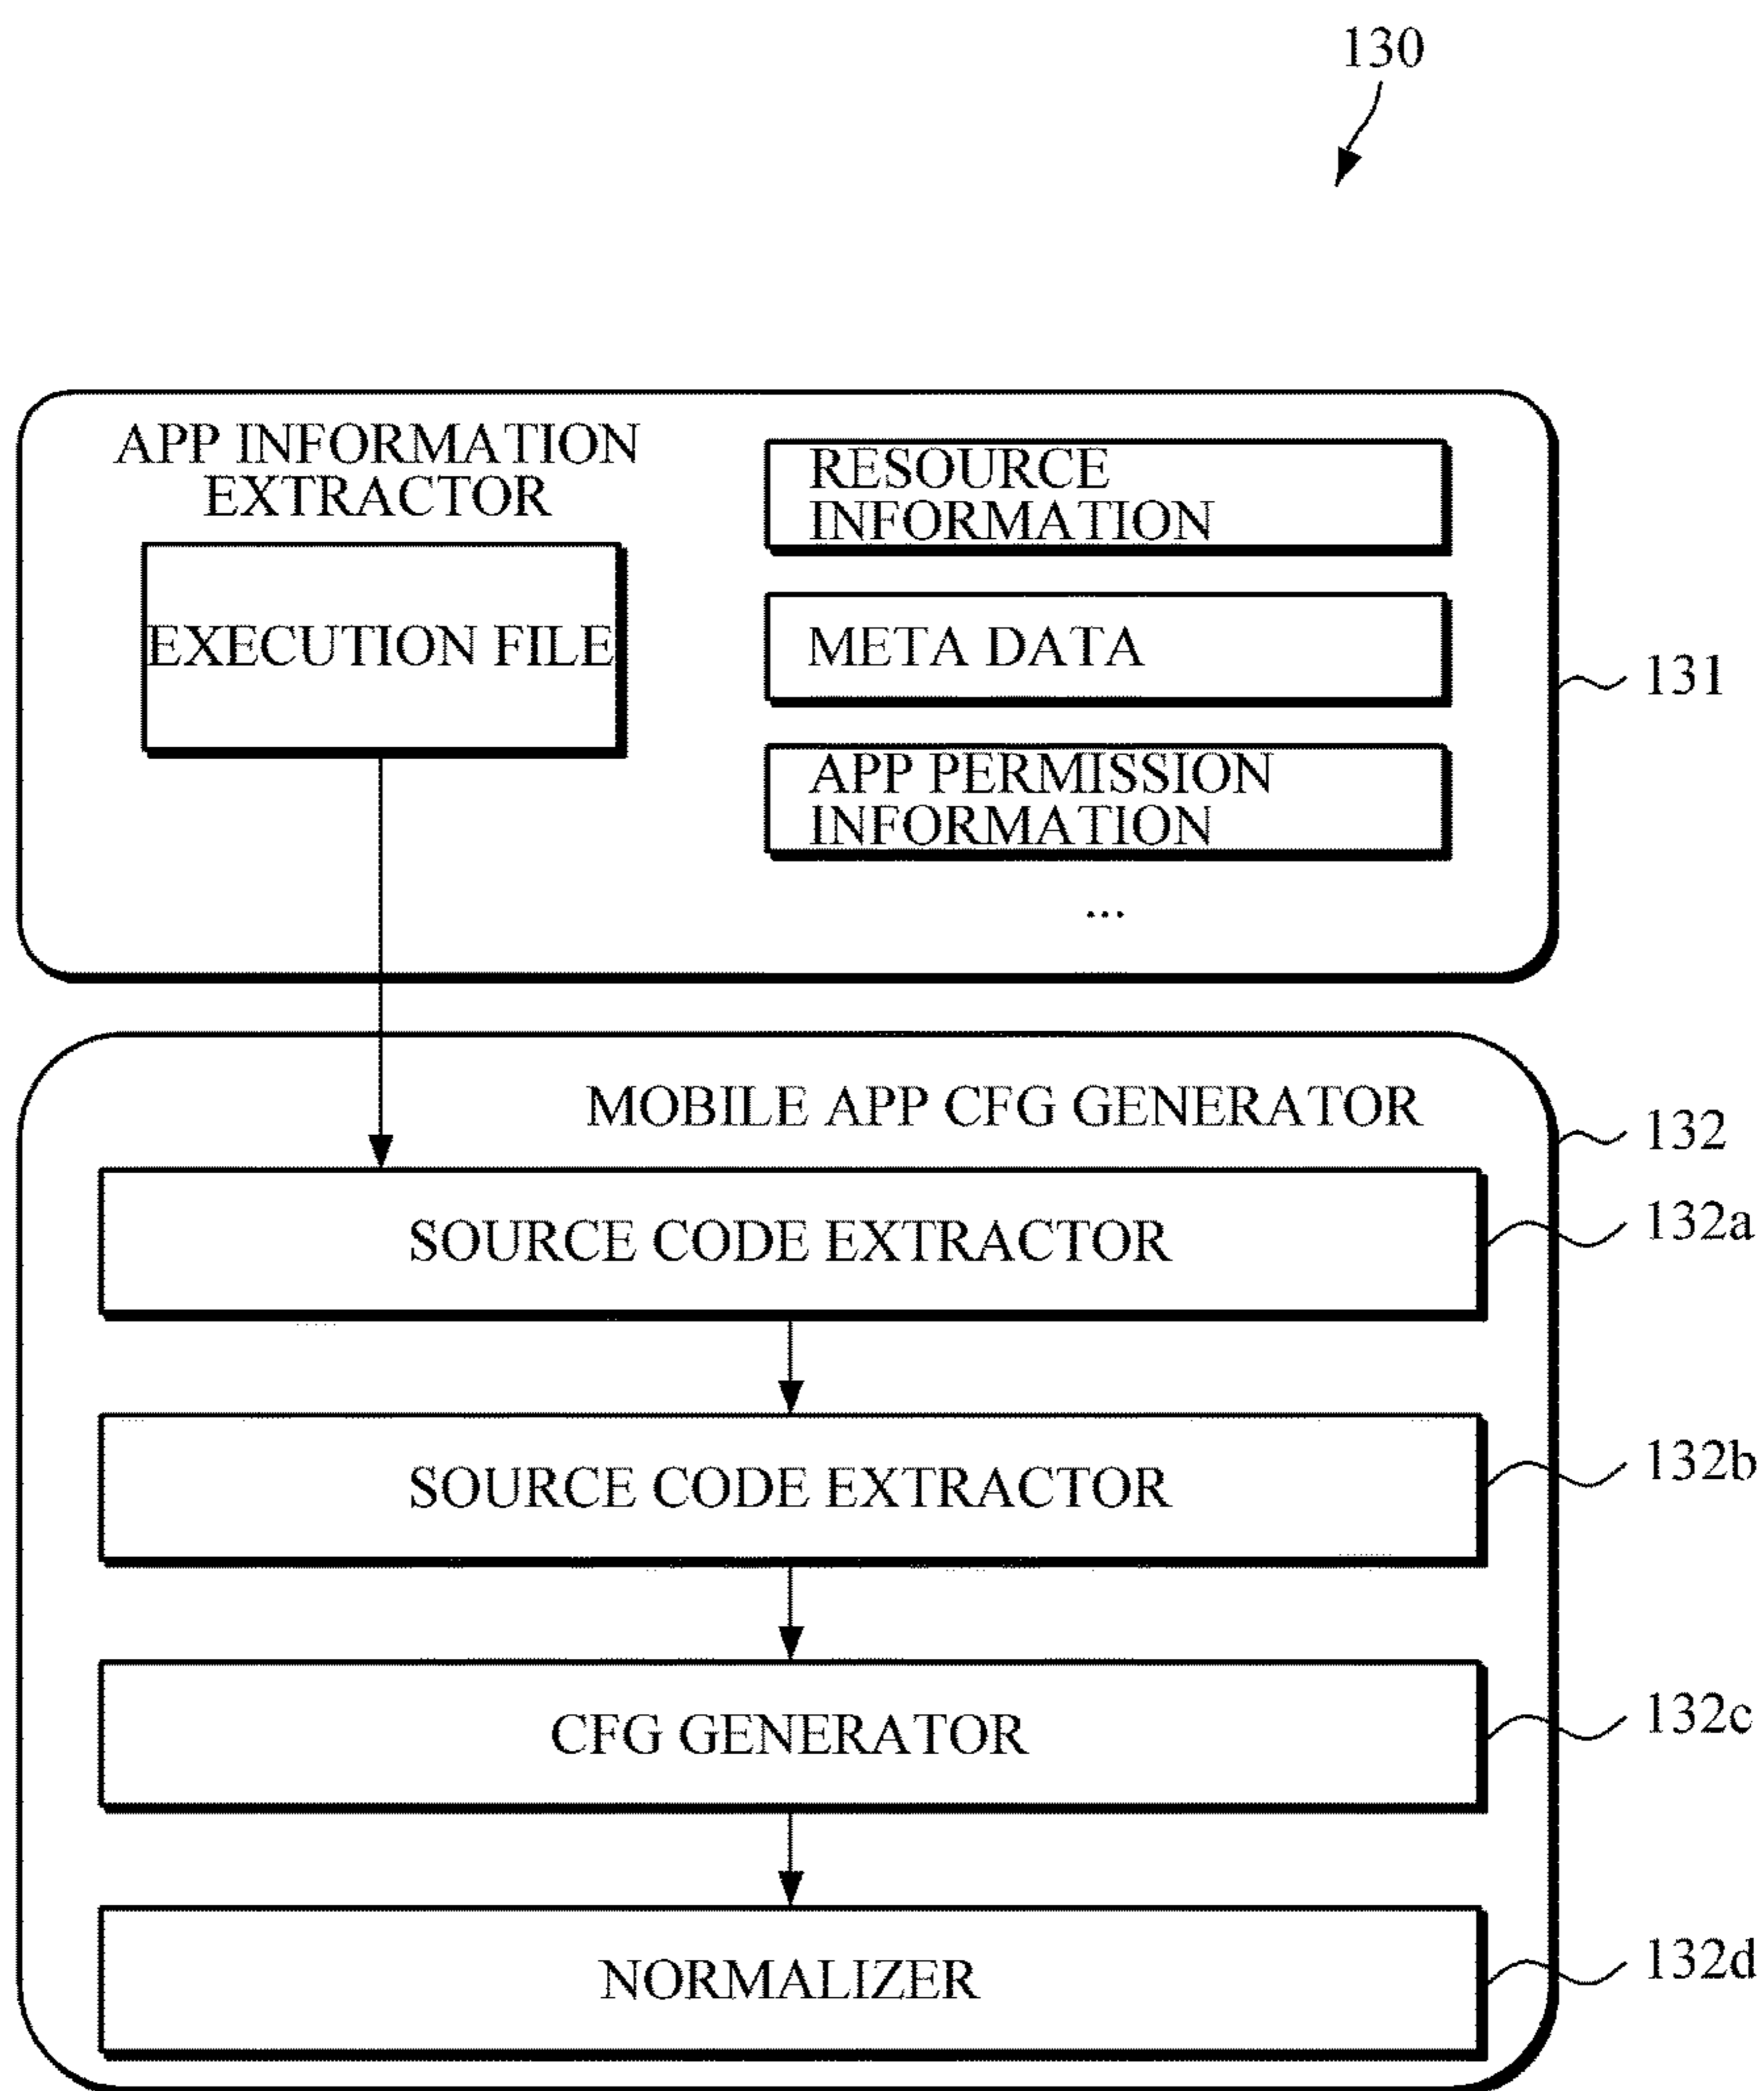 130
APP INFORMATION
EXTRACTOR
EXECUTION FILE
RESOURCE
INFORMATION
META DATA
APP PERMISSION
INFORMATION
...
131
MOBILE APP CFG GENERATOR
132
SOURCE CODE EXTRACTOR
132a
SOURCE CODE EXTRACTOR
132b
CFG GENERATOR
132c
NORMALIZER
132d